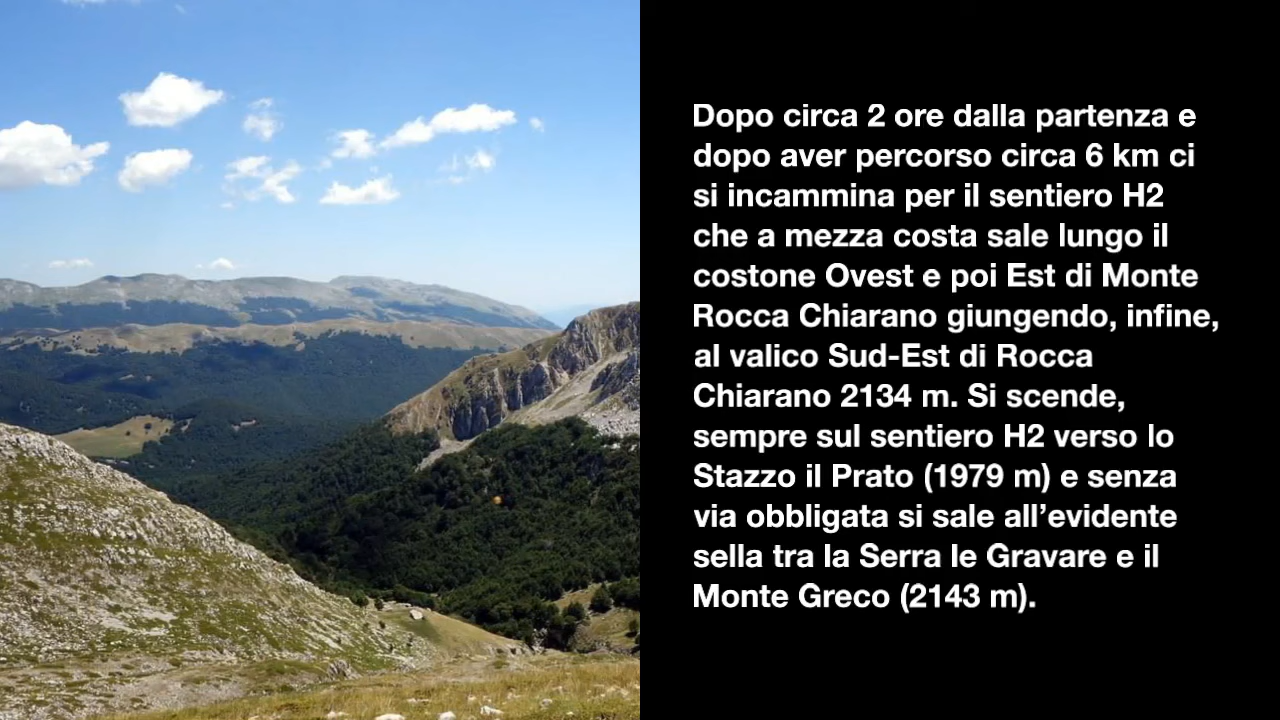 Dopo circa 2 ore dalla partenza e
dopo aver percorso circa 6 km ci
si incammina per il sentiero H2
che a mezza costa sale lungo il
costone Ovest e poi Est di Monte
Rocca Chiarano giungendo, infine,
al valico Sud-Est di Rocca
Chiarano 2134 m. Si scende,
sempre sul sentiero H2 verso lo
Stazzo il Prato (1979 m) e senza
via obbligata si sale all’evidente
sella tra la Serra le Gravare e il
Monte Greco (2143 m).